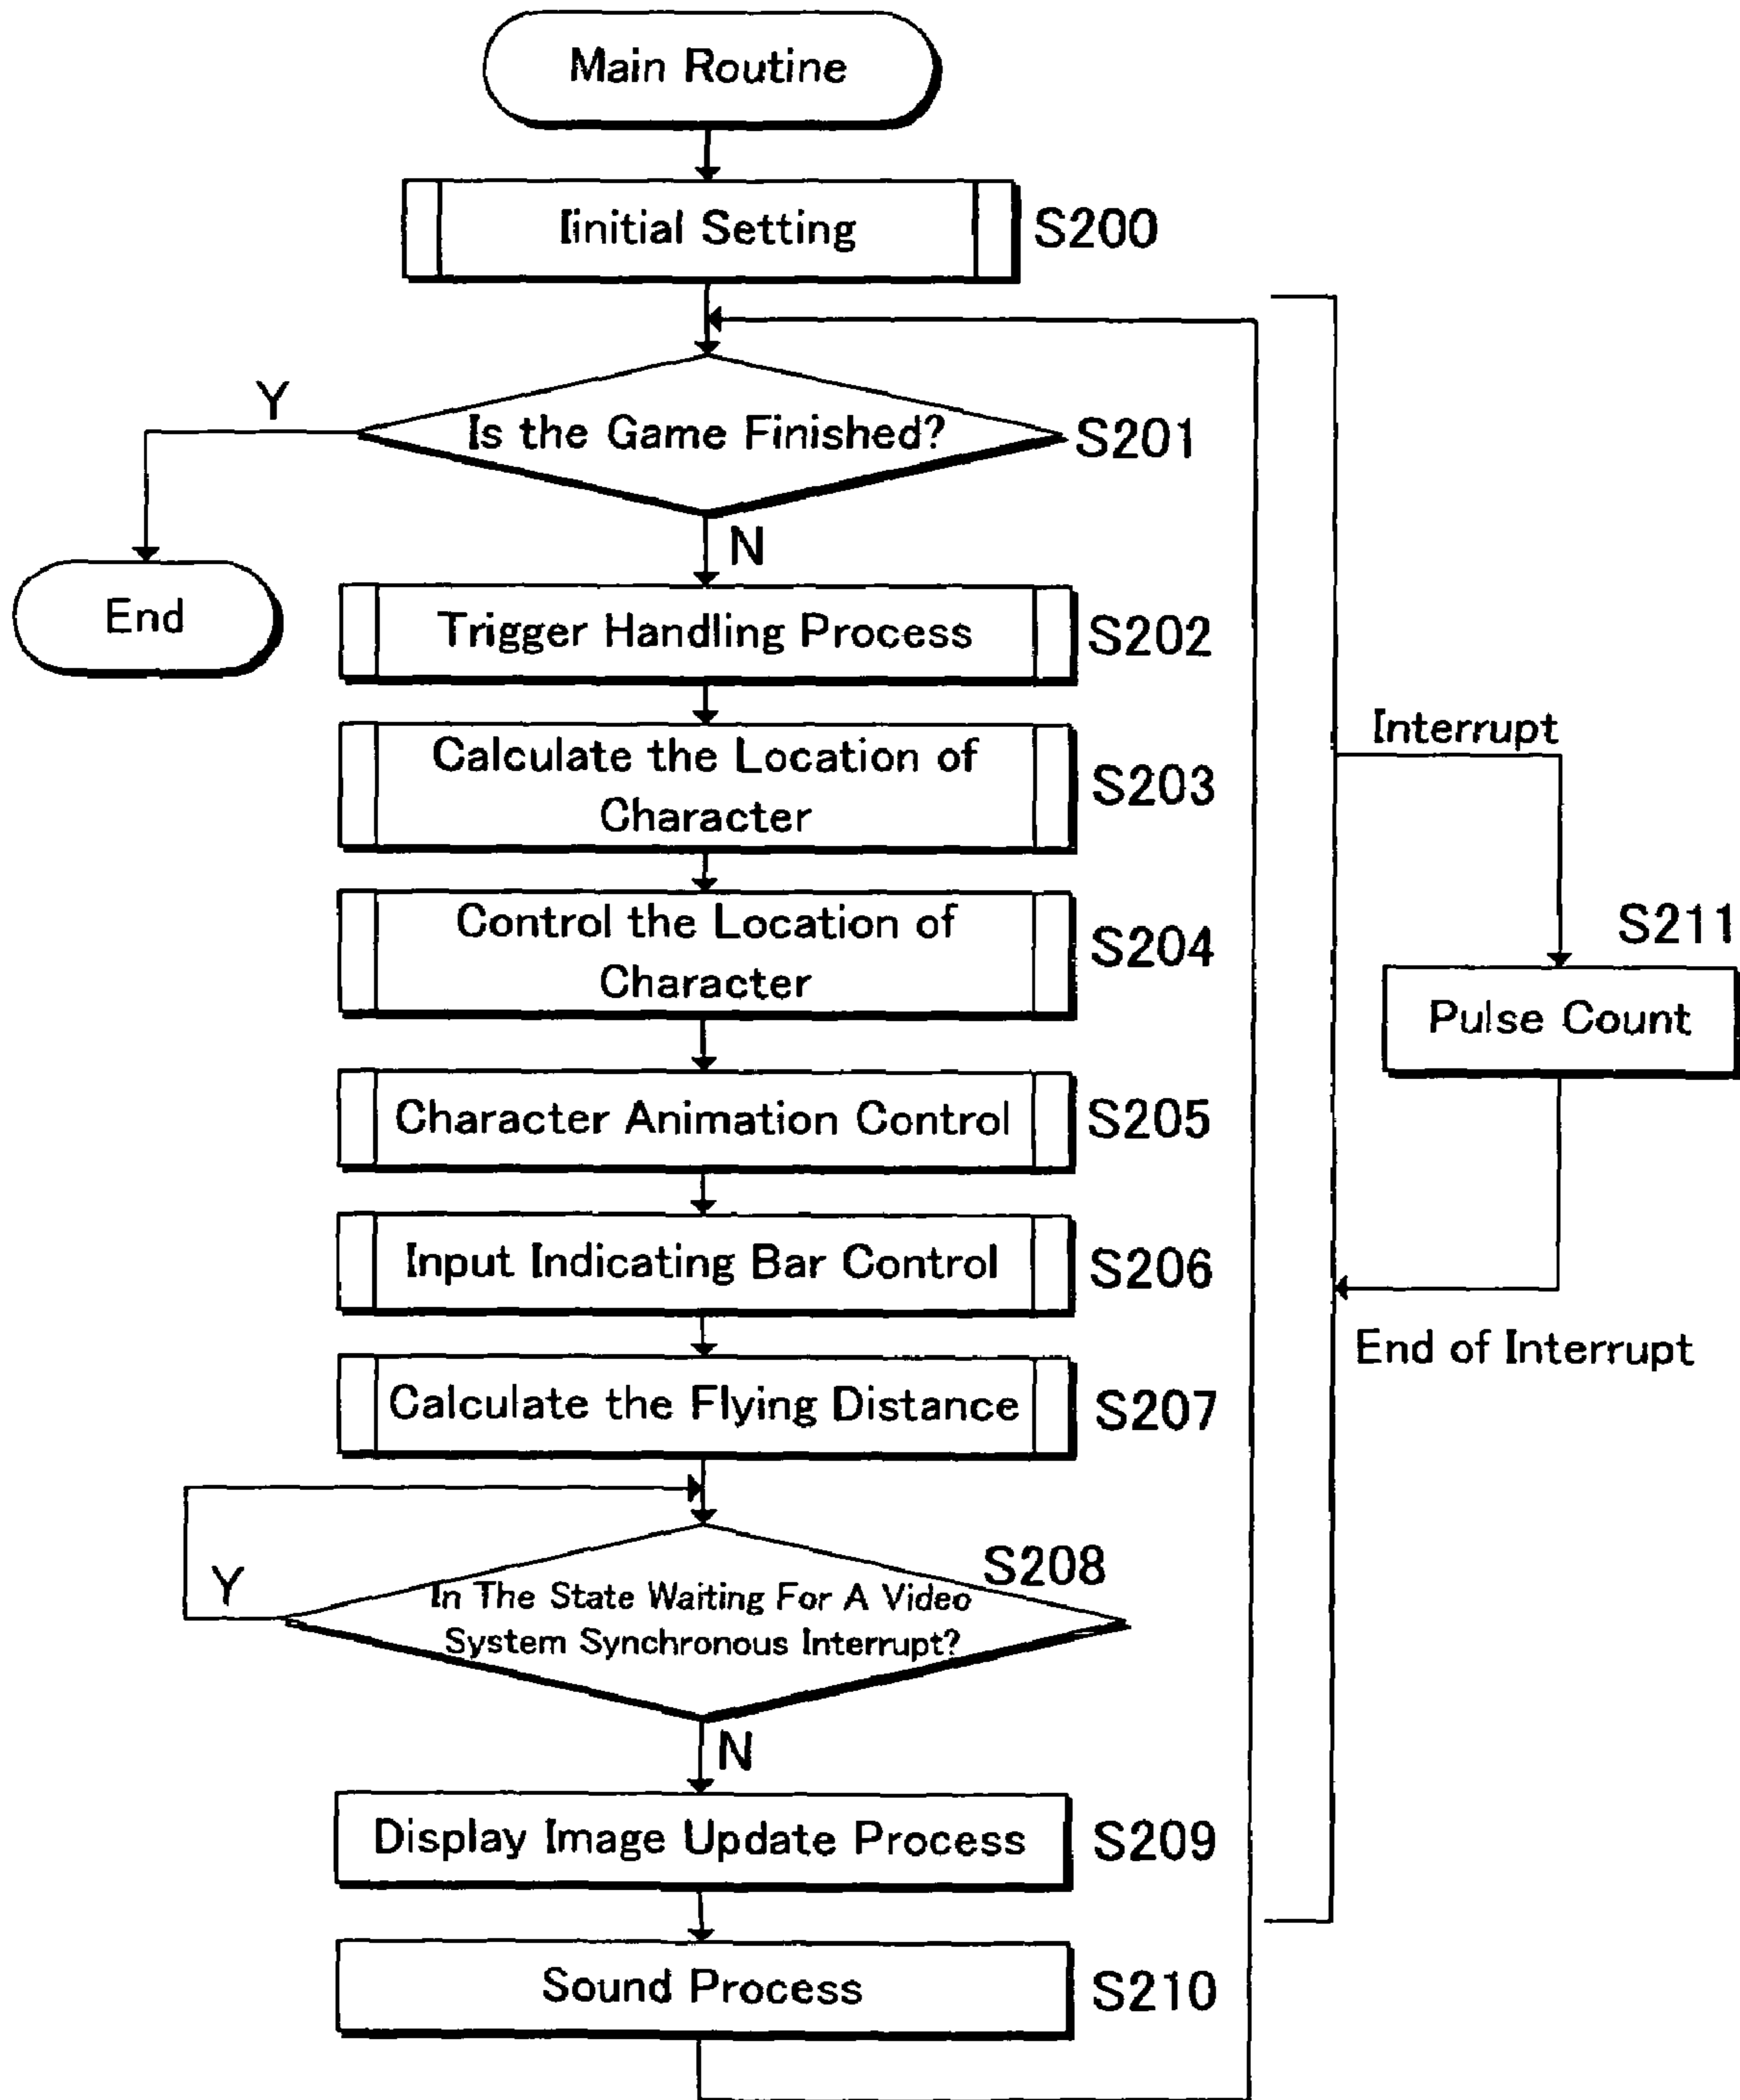 Main Routine
Iinitial Setting
S200
Y
Is the Game Finished?
S201
N
End
Trigger Handling Process
S202
Calculate the Location of
Character
S203
Interrupt
Control the Location of
Character
S204
S211
Pulse Count
Character Animation Control
S205
Input Indicating Bar Control
S206
End of Interrupt
Calculate the Flying Distance
S207
S208
Y
In The State Waiting For A Video
System Synchronous Interrupt?
N
Display Image Update Process
S209
Sound Process
S210